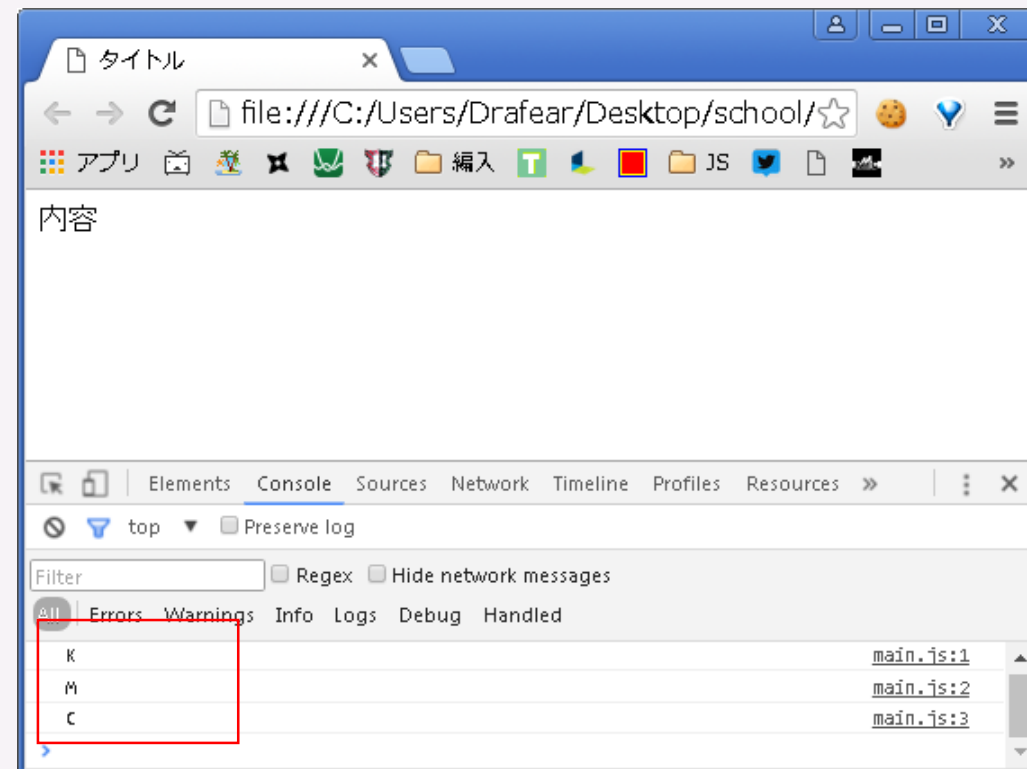 タイトル
file:///C:/Users/Drafear/Desktop/school/
アプリ 編入 T JS
内容
Elements Console Sources Network Timeline Profiles Resources »
top ▼ Preserve log
Filter Regex Hide network messages
All Errors Warnings Info Logs Debug Handled
K main.js:1
M main.js:2
C main.js:3